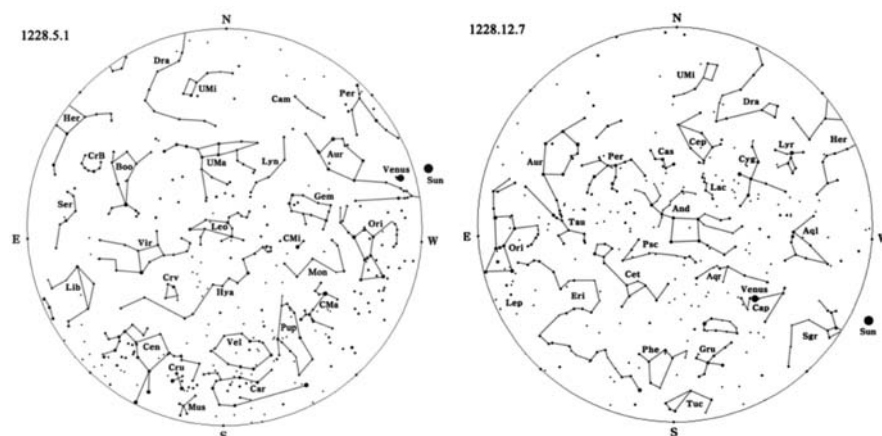 1228.5.1
N
Dra
UMi
Cam
Per
Her
CrB
Boo
UMa
Lyn
Aur
Venus
Sun
Ser
Gem
Leo
Ori
E
W
Vir
CMi
Mon
Lib
Crv
Hya
CMa
Cen
Vel
Pup
Cru
Car
Mus
S
1228.12.7
N
UMi
Dra
Cep
Lyr
Her
Aur
Per
Cas
Cyg
Lac
Tau
And
E
Ori
Psc
Aql
W
Cet
Aqr
Lep
Eri
Venus
Cap
Sun
Sgr
Phe
Gru
Tuc
S